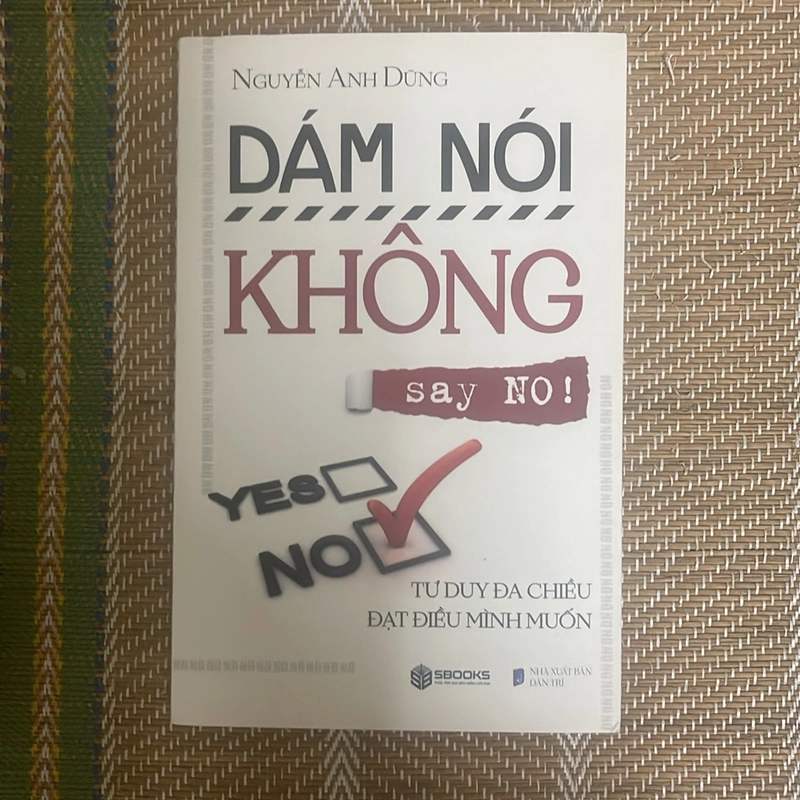 NGUYỄN ANH DŨNG
DÁM NÓI
KHÔNG
say NO!
YES
NO
TƯ DUY ĐA CHIỀU
ĐẠT ĐIỀU MÌNH MUỐN
SBOOKS
NHÀ XUẤT BẢN
DÂN TRÍ